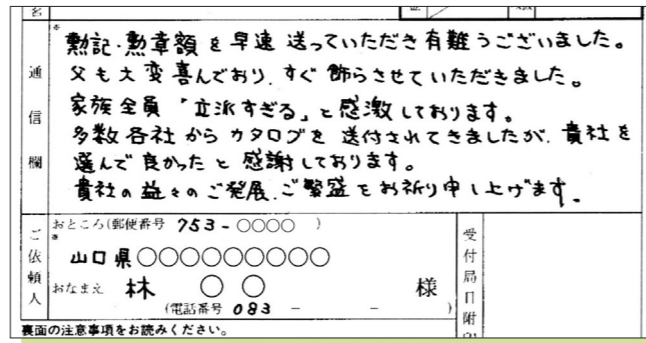 名
※
勲記・勲章額を早速送っていただき有難うございました。
父も大変喜んでおり、すぐ飾らさせていただきました。
家族全員「立派すぎる」と感激しております。
多数各社からカタログを送付されてきましたが、貴社を
選んで良かったと感謝しております。
貴社の益々のご発展、ご繁盛をお祈り申し上げます。
通信欄
ご依頼人
おところ(郵便番号 753-○○○○ )
※
山口県○○○○○○○○○
おなまえ 林 ○○ 様
(電話番号 083 - - )
受付局日附
裏面の注意事項をお読みください。